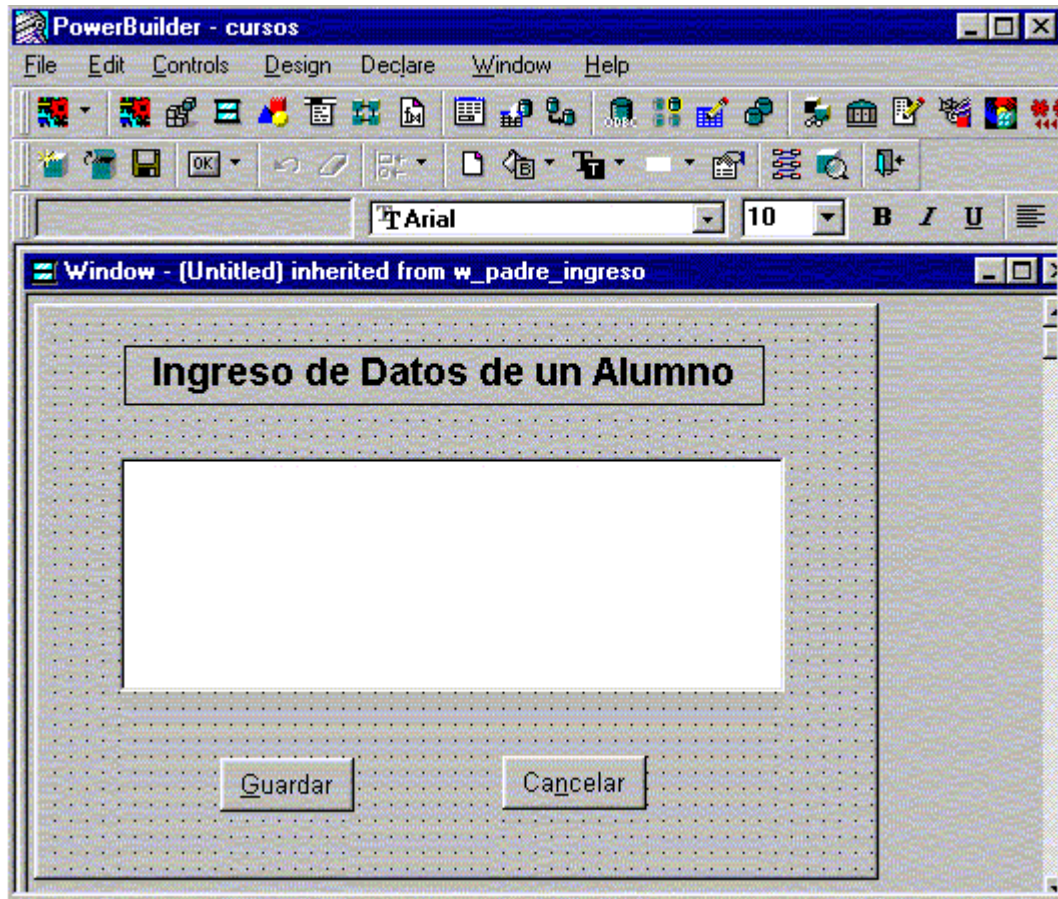 PowerBuilder - cursos
File Edit Controls Design Declare Window Help
OK B T
Arial 10 B I U
Window - (Untitled) inherited from w_padre_ingreso
Ingreso de Datos de un Alumno
Guardar Cancelar